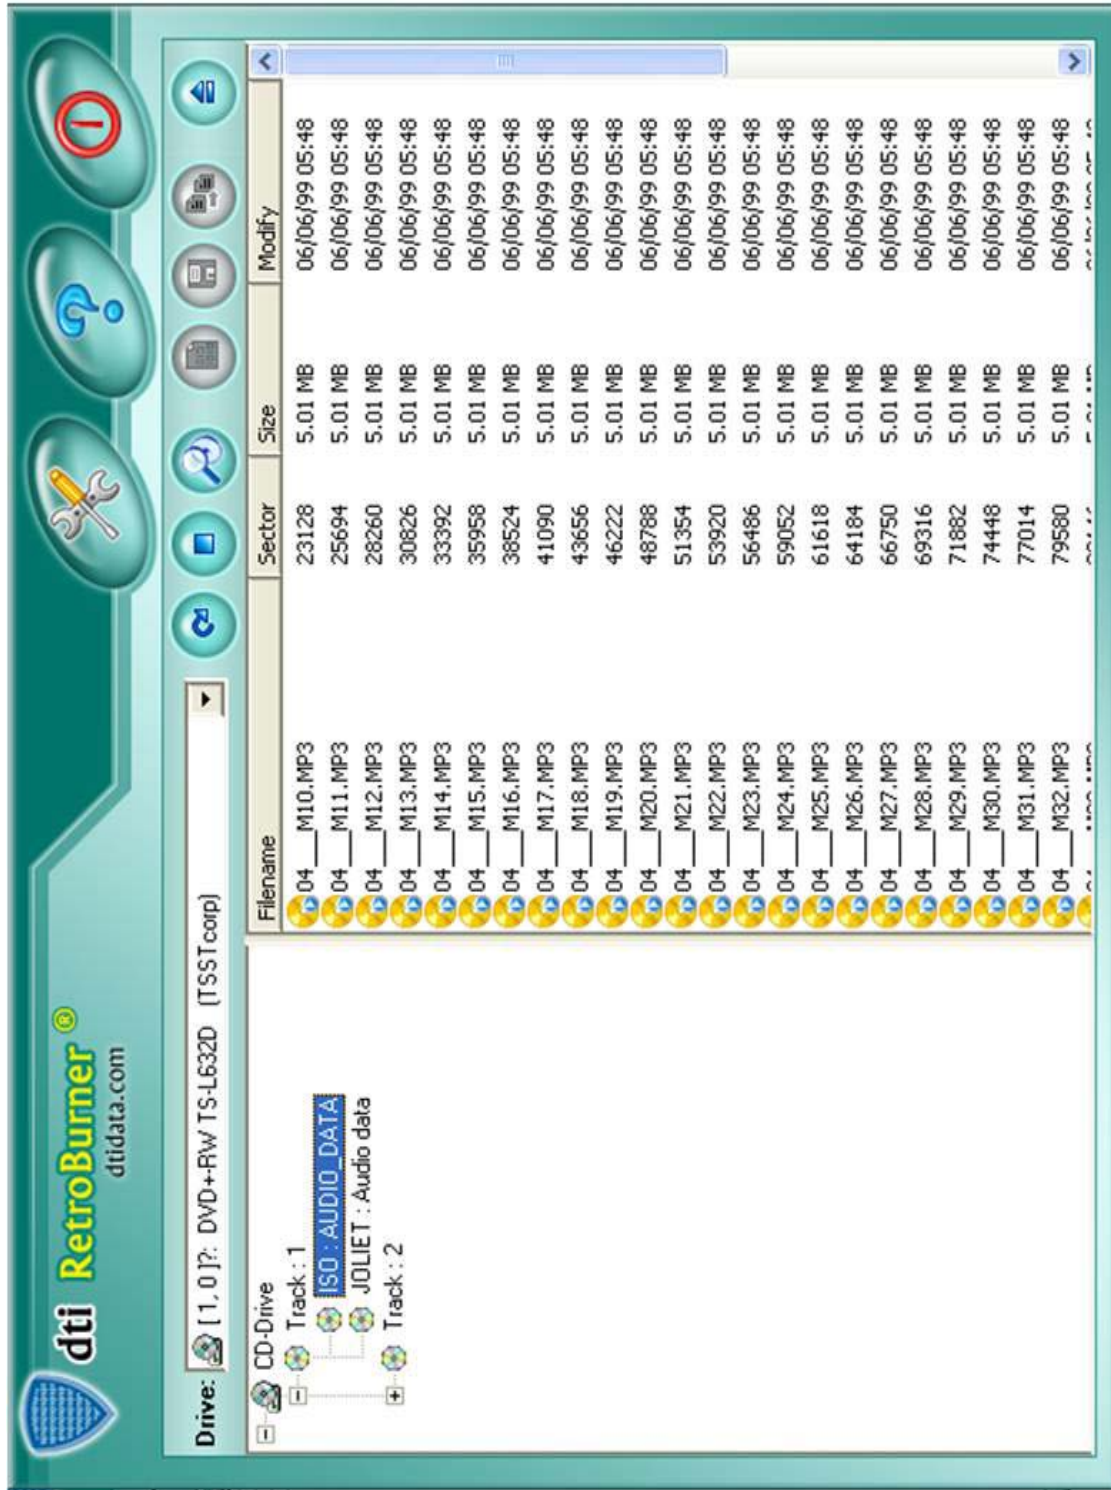 dti RetroBurner ®
dtidata.com
Drive: [ 1, 0 ]?: DVD+-RW TS-L632D (TSSTcorp)
CD-Drive
Track : 1
ISO : AUDIO_DATA
JOLIET : Audio data
Track : 2
Filename Sector Size Modify
04___M10.MP3 23128 5.01 MB 06/06/99 05:48
04___M11.MP3 25694 5.01 MB 06/06/99 05:48
04___M12.MP3 28260 5.01 MB 06/06/99 05:48
04___M13.MP3 30826 5.01 MB 06/06/99 05:48
04___M14.MP3 33392 5.01 MB 06/06/99 05:48
04___M15.MP3 35958 5.01 MB 06/06/99 05:48
04___M16.MP3 38524 5.01 MB 06/06/99 05:48
04___M17.MP3 41090 5.01 MB 06/06/99 05:48
04___M18.MP3 43656 5.01 MB 06/06/99 05:48
04___M19.MP3 46222 5.01 MB 06/06/99 05:48
04___M20.MP3 48788 5.01 MB 06/06/99 05:48
04___M21.MP3 51354 5.01 MB 06/06/99 05:48
04___M22.MP3 53920 5.01 MB 06/06/99 05:48
04___M23.MP3 56486 5.01 MB 06/06/99 05:48
04___M24.MP3 59052 5.01 MB 06/06/99 05:48
04___M25.MP3 61618 5.01 MB 06/06/99 05:48
04___M26.MP3 64184 5.01 MB 06/06/99 05:48
04___M27.MP3 66750 5.01 MB 06/06/99 05:48
04___M28.MP3 69316 5.01 MB 06/06/99 05:48
04___M29.MP3 71882 5.01 MB 06/06/99 05:48
04___M30.MP3 74448 5.01 MB 06/06/99 05:48
04___M31.MP3 77014 5.01 MB 06/06/99 05:48
04___M32.MP3 79580 5.01 MB 06/06/99 05:48